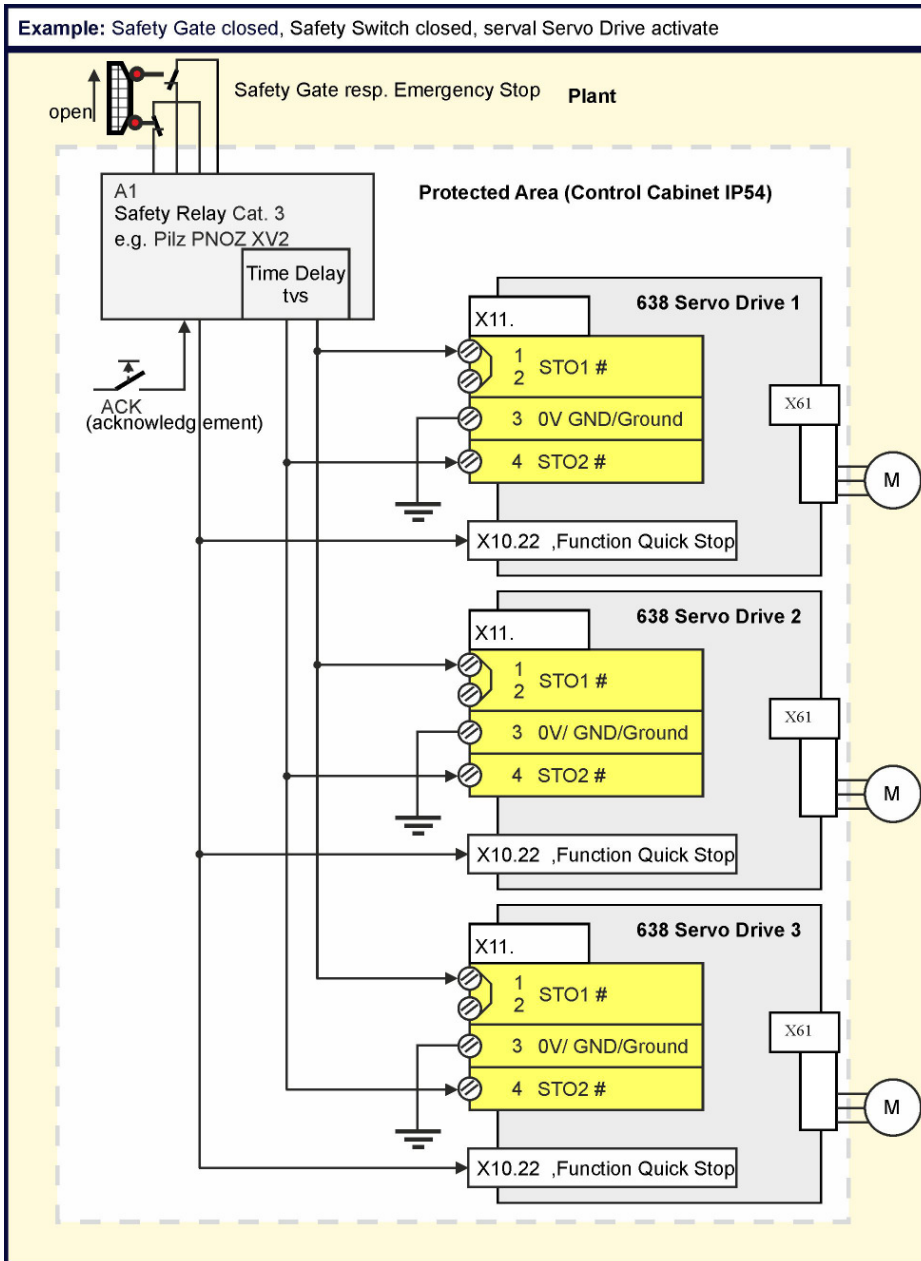 Example: Safety Gate closed, Safety Switch closed, serval Servo Drive activate
open
Safety Gate resp. Emergency Stop
Plant
A1
Safety Relay Cat. 3
e.g. Pilz PNOZ XV2
Time Delay
tvs
Protected Area (Control Cabinet IP54)
ACK
(acknowledg ement)
638 Servo Drive 1
X11.
1
2
STO1 #
3 0V GND/Ground
4 STO2 #
X61
M
X10.22 ,Function Quick Stop
638 Servo Drive 2
X11.
1
2
STO1 #
3 0V/ GND/Ground
4 STO2 #
X61
M
X10.22 ,Function Quick Stop
638 Servo Drive 3
X11.
1
2
STO1 #
3 0V/ GND/Ground
4 STO2 #
X61
M
X10.22 ,Function Quick Stop